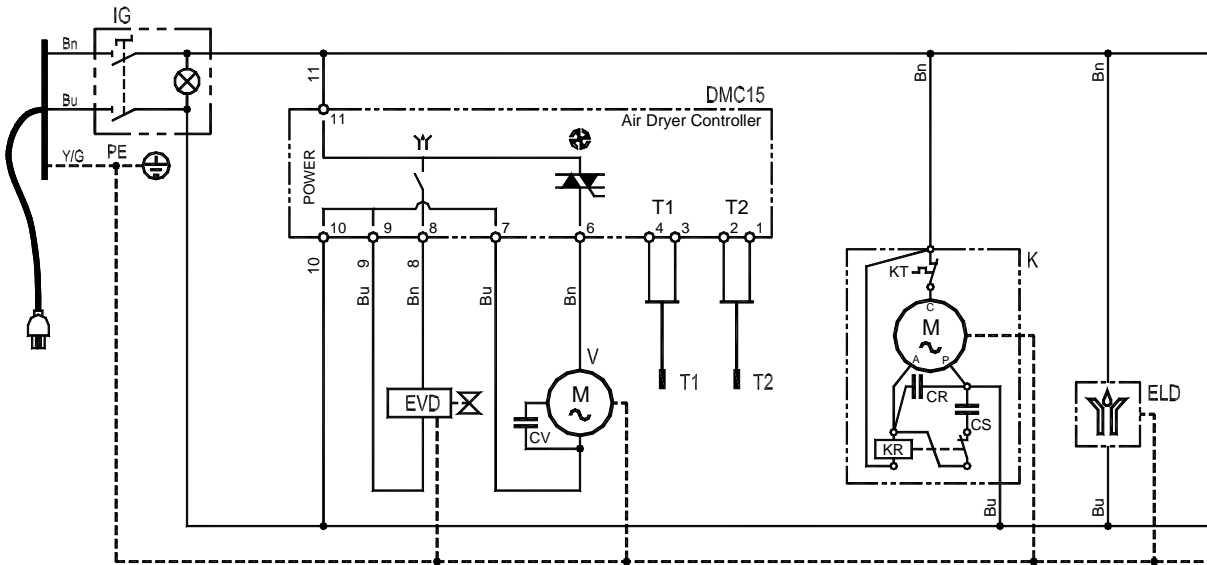 IG
Bn
Bu
Y/G
PE
11
DMC15
11
Air Dryer Controller
POWER
T1
T2
10
9
8
7
6
4
3
2
1
10
9
8
Bu
Bn
Bu
Bn
V
M
EVD
CV
T1
T2
Bn
K
KT
C
M
A
P
CR
CS
KR
Bu
Bn
ELD
Bu